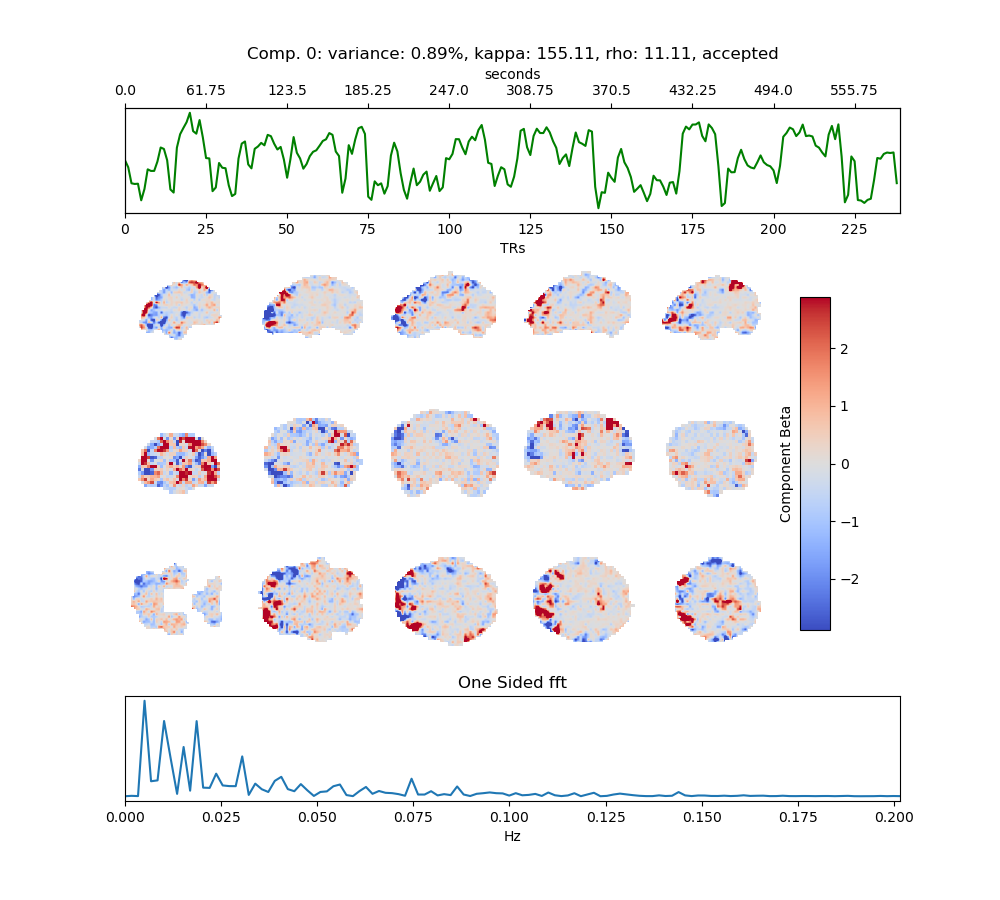 Comp. 0: variance: 0.89%, kappa: 155.11, rho: 11.11, accepted
seconds
0.0 61.75 123.5 185.25 247.0 308.75 370.5 432.25 494.0 555.75
0 25 50 75 100 125 150 175 200 225
TRs
Component Beta
2
1
0
−1
−2
One Sided fft
0.000 0.025 0.050 0.075 0.100 0.125 0.150 0.175 0.200
Hz